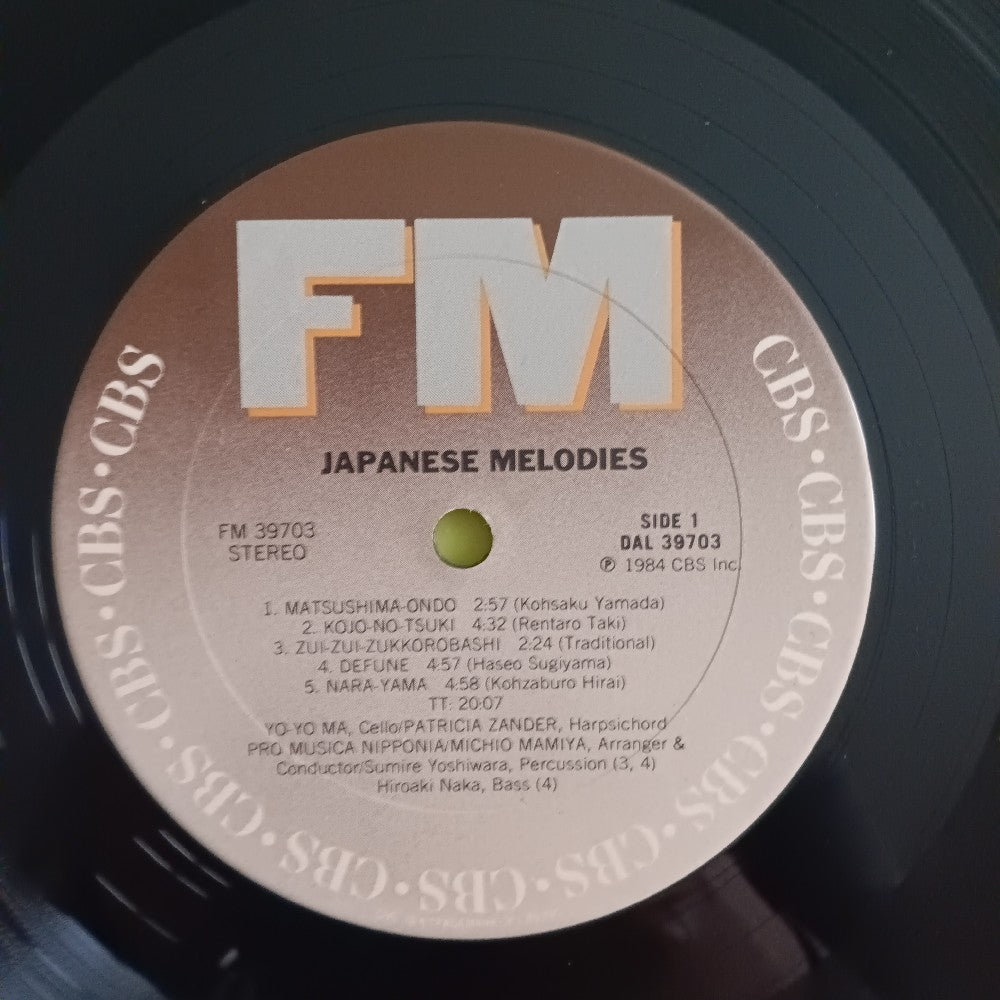 FM
JAPANESE MELODIES
FM 39703
STEREO
SIDE 1
DAL 39703
℗ 1984 CBS Inc.
1. MATSUSHIMA-ONDO 2:57 (Kohsaku Yamada)
2. KOJO-NO-TSUKI 4:32 (Rentaro Taki)
3. ZUI-ZUI-ZUKKOROBASHI 2:24 (Traditional)
4. DEFUNE 4:57 (Haseo Sugiyama)
5. NARA-YAMA 4:58 (Kohzaburo Hirai)
TT: 20:07
YO-YO MA, Cello/PATRICIA ZANDER, Harpsichord
PRO MUSICA NIPPONIA/MICHIO MAMIYA, Arranger &
Conductor/Sumire Yoshiwara, Percussion (3, 4)
Hiroaki Naka, Bass (4)
CBS • CBS • CBS • CBS • CBS • CBS • CBS • CBS • CBS • CBS • CBS • CBS